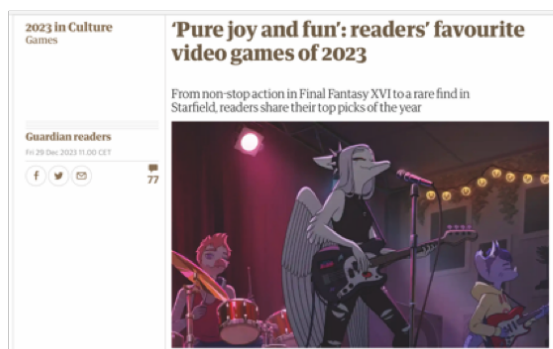 2023 in Culture
Games
‘Pure joy and fun’: readers’ favourite
video games of 2023
From non-stop action in Final Fantasy XVI to a rare find in
Starfield, readers share their top picks of the year
Guardian readers
Fri 29 Dec 2023 11.00 CET
77